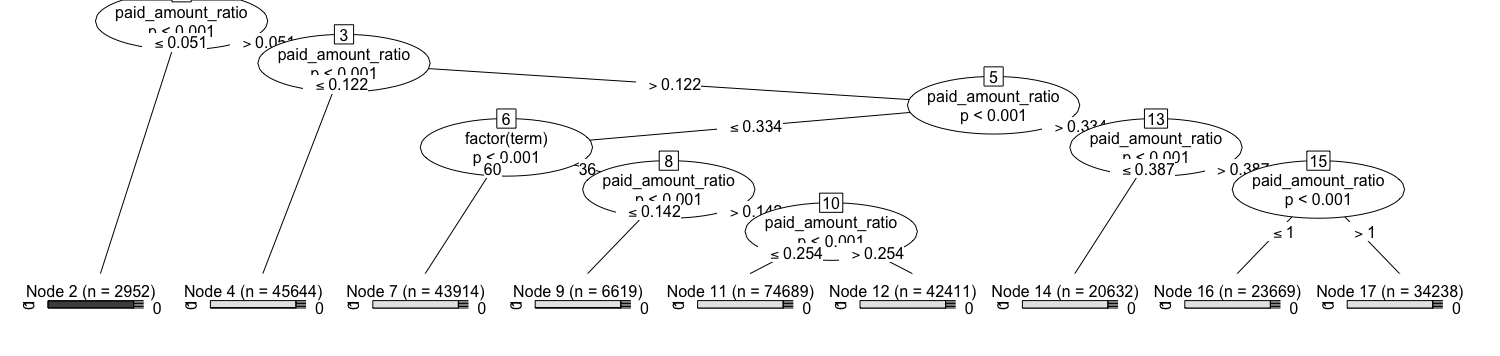 paid_amount_ratio
p < 0.001
≤ 0.051
> 0.051
3
paid_amount_ratio
p < 0.001
≤ 0.122
> 0.122
5
paid_amount_ratio
p < 0.001
≤ 0.334
> 0.334
6
factor(term)
p < 0.001
60
36
8
paid_amount_ratio
p < 0.001
≤ 0.142
> 0.142
10
paid_amount_ratio
p < 0.001
≤ 0.254
> 0.254
13
paid_amount_ratio
p < 0.001
≤ 0.387
> 0.387
15
paid_amount_ratio
p < 0.001
≤ 1
> 1
Node 2 (n = 2952)
0
Node 4 (n = 45644)
0
Node 7 (n = 43914)
0
Node 9 (n = 6619)
0
Node 11 (n = 74689)
0
Node 12 (n = 42411)
0
Node 14 (n = 20632)
0
Node 16 (n = 23669)
0
Node 17 (n = 34238)
0